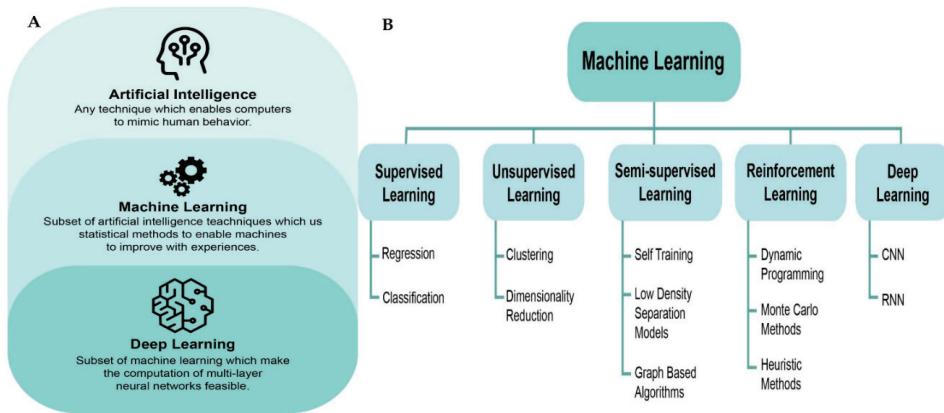 A
Artificial Intelligence
Any technique which enables computers
to mimic human behavior.
Machine Learning
Subset of artificial intelligence teachniques which us
statistical methods to enable machines
to improve with experiences.
Deep Learning
Subset of machine learning which make
the computation of multi-layer
neural networks feasible.
B
Machine Learning
Supervised
Learning
Regression
Classification
Unsupervised
Learning
Clustering
Dimensionality
Reduction
Semi-supervised
Learning
Self Training
Low Density
Separation
Models
Graph Based
Algorithms
Reinforcement
Learning
Dynamic
Programming
Monte Carlo
Methods
Heuristic
Methods
Deep
Learning
CNN
RNN